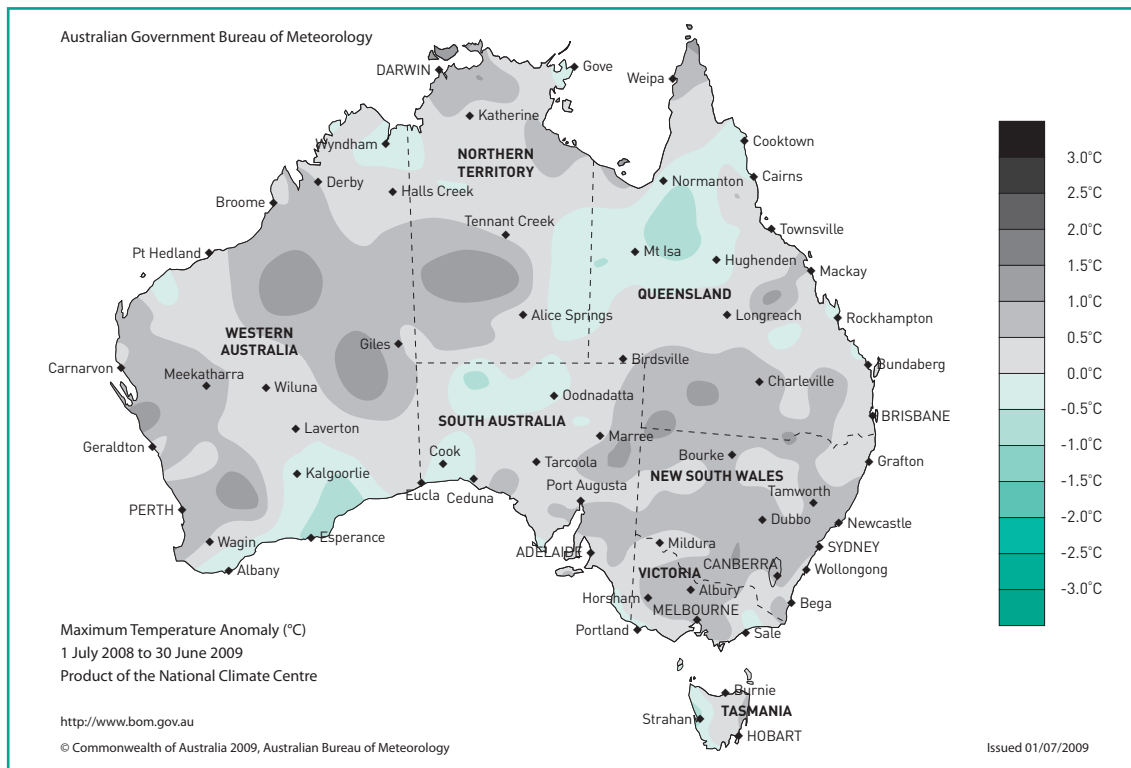 Australian Government Bureau of Meteorology
DARWIN
Gove
Weipa
Katherine
Wyndham
NORTHERN
TERRITORY
Cooktown
Derby
Halls Creek
Normanton
Cairns
Broome
Tennant Creek
Townsville
Pt Hedland
Mt Isa
Hughenden
Mackay
QUEENSLAND
Alice Springs
Longreach
Rockhampton
WESTERN
AUSTRALIA
Giles
Birdsville
Bundaberg
Carnarvon
Meekatharra
Wiluna
Charleville
Oodnadatta
BRISBANE
SOUTH AUSTRALIA
Laverton
Marree
Geraldton
Cook
Tarcoola
Bourke
Grafton
Kalgoorlie
NEW SOUTH WALES
Eucla
Ceduna
Port Augusta
Tamworth
PERTH
Dubbo
Newcastle
Wagin
Esperance
ADELAIDE
Mildura
SYDNEY
CANBERRA
Albany
VICTORIA
Wollongong
Horsham
Albury
MELBOURNE
Bega
Portland
Sale
Burnie
TASMANIA
Strahan
HOBART
3.0°C
2.5°C
2.0°C
1.5°C
1.0°C
0.5°C
0.0°C
-0.5°C
-1.0°C
-1.5°C
-2.0°C
-2.5°C
-3.0°C
Maximum Temperature Anomaly (°C)
1 July 2008 to 30 June 2009
Product of the National Climate Centre
http://www.bom.gov.au
© Commonwealth of Australia 2009, Australian Bureau of Meteorology
Issued 01/07/2009